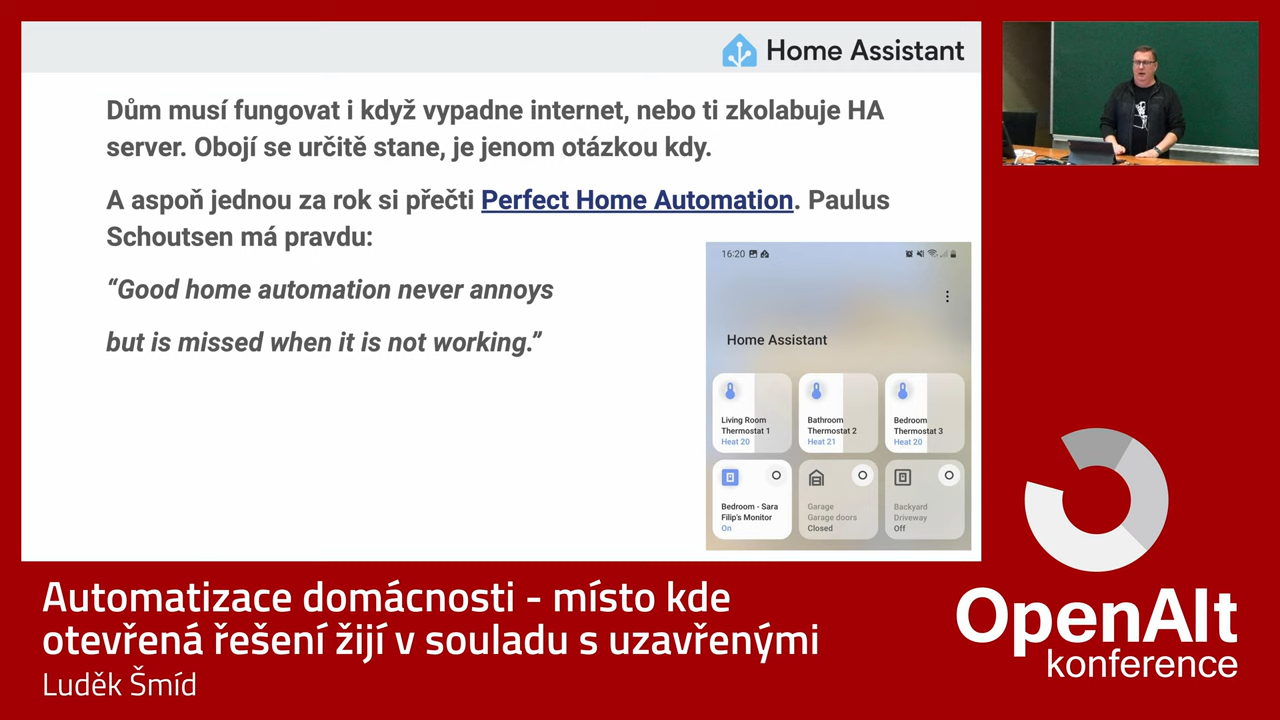 Home Assistant
Dům musí fungovat i když vypadne internet, nebo ti zkolabuje HA
server. Obojí se určitě stane, je jenom otázkou kdy.
A aspoň jednou za rok si přečti Perfect Home Automation. Paulus
Schoutsen má pravdu:
“Good home automation never annoys
but is missed when it is not working.”
16:20
Home Assistant
Living Room
Thermostat 1
Heat 20
Bathroom
Thermostat 2
Heat 21
Bedroom
Thermostat 3
Heat 20
Bedroom - Sara
Filip's Monitor
On
Garage
Garage doors
Closed
Backyard
Driveway
Off
Automatizace domácnosti - místo kde
otevřená řešení žijí v souladu s uzavřenými
Luděk Šmíd
OpenAlt
konference